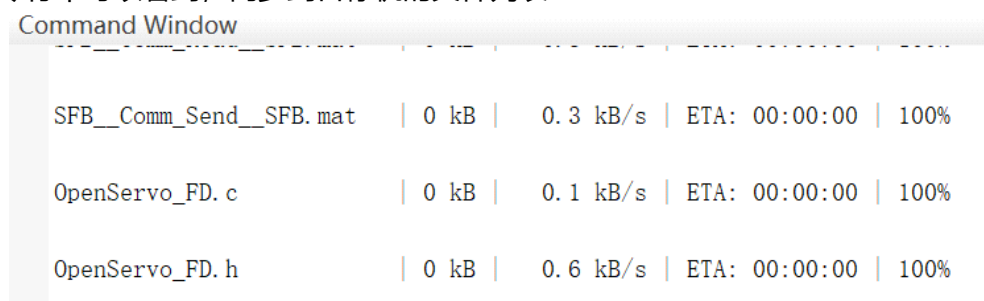 Command Window
SFB__Comm_Send__SFB.mat | 0 kB | 0.3 kB/s | ETA: 00:00:00 | 100%
OpenServo_FD.c | 0 kB | 0.1 kB/s | ETA: 00:00:00 | 100%
OpenServo_FD.h | 0 kB | 0.6 kB/s | ETA: 00:00:00 | 100%